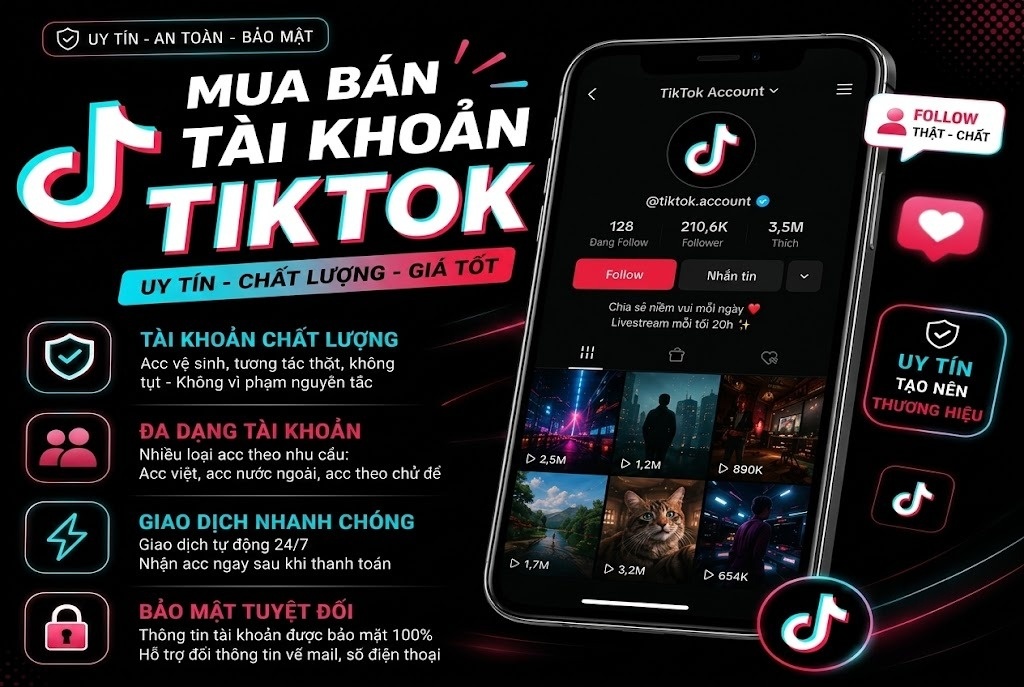 UY TÍN - AN TOÀN - BẢO MẬT
MUA BÁN
TÀI KHOẢN
TIKTOK
UY TÍN - CHẤT LƯỢNG - GIÁ TỐT
TÀI KHOẢN CHẤT LƯỢNG
Acc vệ sinh, tương tác thột, không
tụt - Không vì phạm nguyên tắc
ĐA DẠNG TÀI KHOẢN
Nhiều loại acc theo nhu cầu:
Acc việt, acc nước ngoài, acc theo chử để
GIAO DỊCH NHANH CHÓNG
Giao dịch tự động 24/7
Nhận acc ngay sau khi thanh toán
BẢO MẬT TUYỆT ĐỐI
Thông tin tài khoản được bảo mặt 100%
Hỗ trợ đổi thông tin vế mail, số điện thoại
TikTok Account
@tiktok.account
128
Đang Follow
210,6K
Follower
3,5M
Thích
Follow
Nhắn tin
Chia sẻ niềm vui mỗi ngày
Livestream mỗi tối 20h
2,5M
1,2M
890K
1,7M
3,2M
654K
FOLLOW
THẬT - CHẤT
UY TÍN
TẠO NÊN
THƯƠNG HIỆU